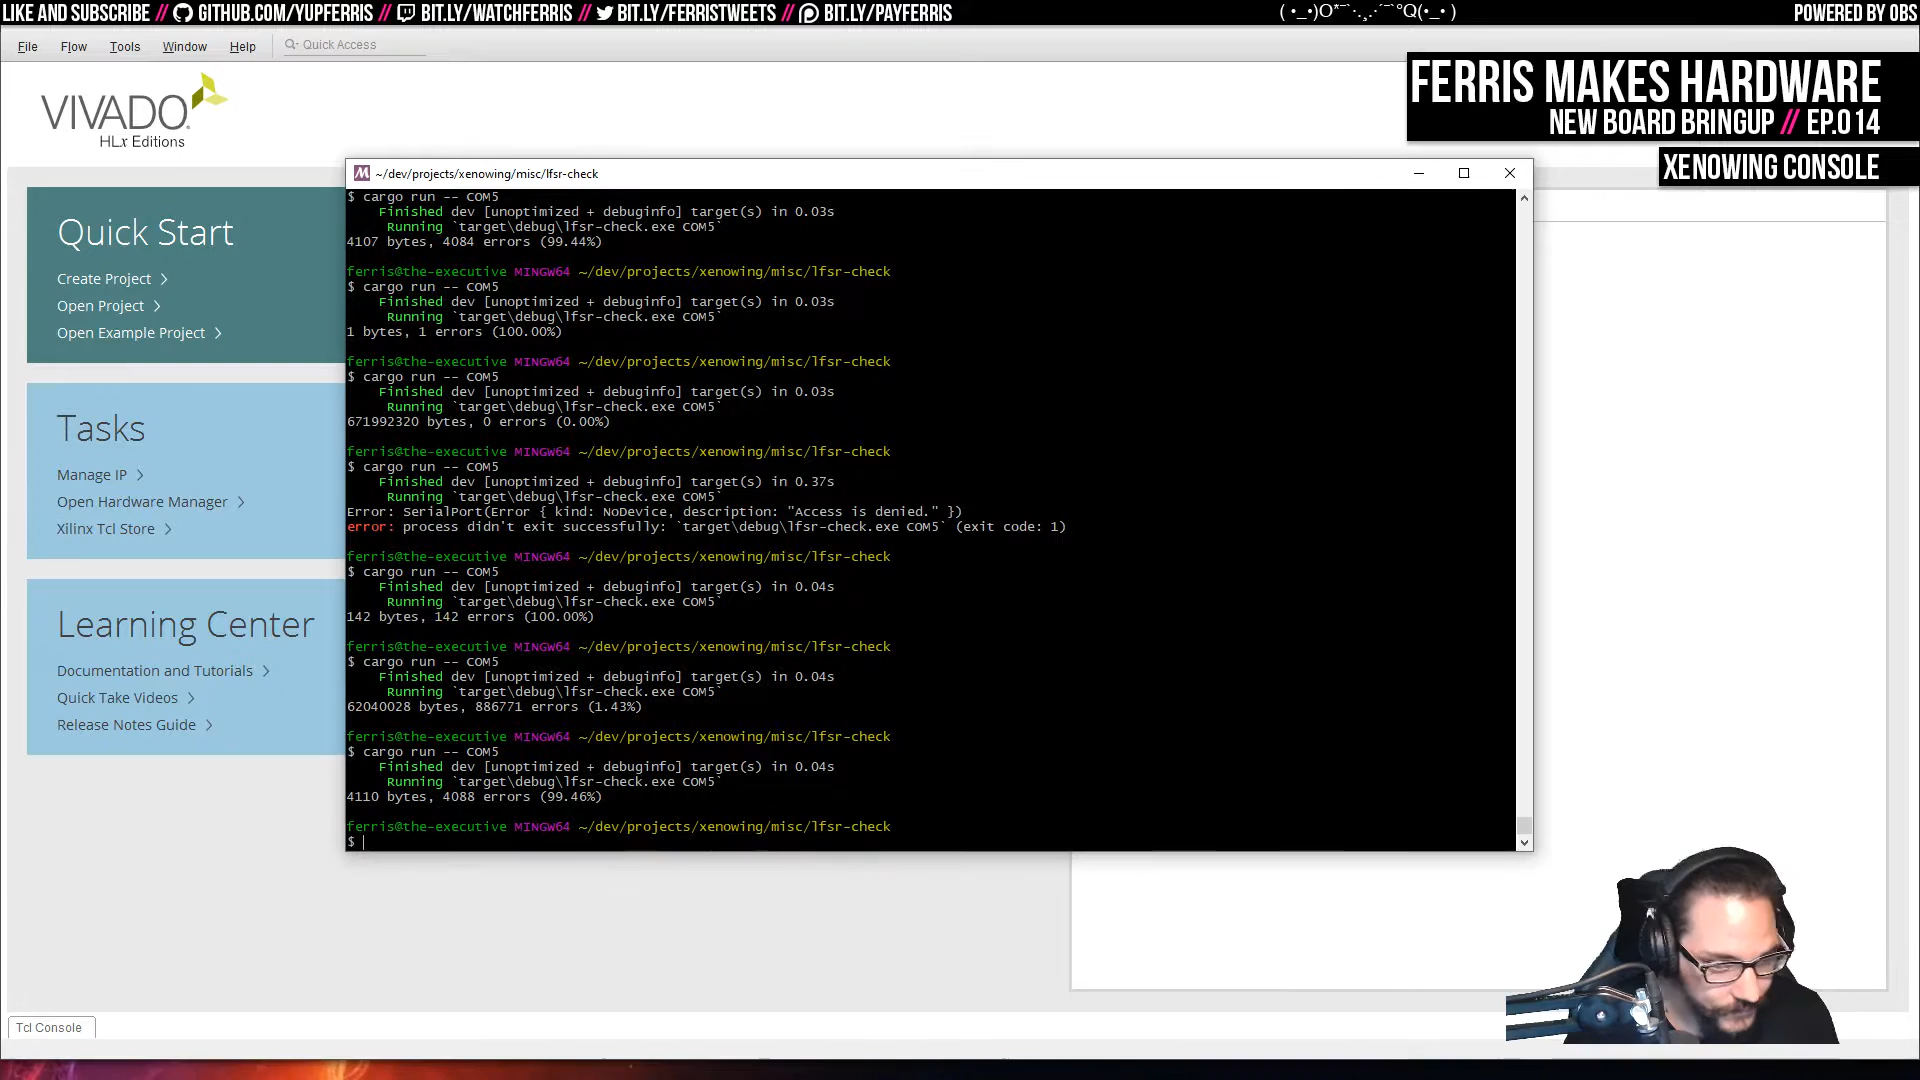 LIKE AND SUBSCRIBE // GITHUB.COM/YUPFERRIS // BIT.LY/WATCHFERRIS // BIT.LY/FERRISTWEETS // BIT.LY/PAYFERRIS
( •_•)O*¯`·.¸.·´¯`°Q(•_• )
POWERED BY OBS
File Flow Tools Window Help Quick Access
VIVADO
HLx Editions
FERRIS MAKES HARDWARE
NEW BOARD BRINGUP // EP.014
XENOWING CONSOLE
Quick Start
Create Project >
Open Project >
Open Example Project >
Tasks
Manage IP >
Open Hardware Manager >
Xilinx Tcl Store >
Learning Center
Documentation and Tutorials >
Quick Take Videos >
Release Notes Guide >
Tcl Console
~/dev/projects/xenowing/misc/lfsr-check
$ cargo run -- COM5
Finished dev [unoptimized + debuginfo] target(s) in 0.03s
Running `target\debug\lfsr-check.exe COM5`
4107 bytes, 4084 errors (99.44%)
ferris@the-executive MINGW64 ~/dev/projects/xenowing/misc/lfsr-check
$ cargo run -- COM5
Finished dev [unoptimized + debuginfo] target(s) in 0.03s
Running `target\debug\lfsr-check.exe COM5`
1 bytes, 1 errors (100.00%)
ferris@the-executive MINGW64 ~/dev/projects/xenowing/misc/lfsr-check
$ cargo run -- COM5
Finished dev [unoptimized + debuginfo] target(s) in 0.03s
Running `target\debug\lfsr-check.exe COM5`
671992320 bytes, 0 errors (0.00%)
ferris@the-executive MINGW64 ~/dev/projects/xenowing/misc/lfsr-check
$ cargo run -- COM5
Finished dev [unoptimized + debuginfo] target(s) in 0.37s
Running `target\debug\lfsr-check.exe COM5`
Error: SerialPort(Error { kind: NoDevice, description: "Access is denied." })
error: process didn't exit successfully: `target\debug\lfsr-check.exe COM5` (exit code: 1)
ferris@the-executive MINGW64 ~/dev/projects/xenowing/misc/lfsr-check
$ cargo run -- COM5
Finished dev [unoptimized + debuginfo] target(s) in 0.04s
Running `target\debug\lfsr-check.exe COM5`
142 bytes, 142 errors (100.00%)
ferris@the-executive MINGW64 ~/dev/projects/xenowing/misc/lfsr-check
$ cargo run -- COM5
Finished dev [unoptimized + debuginfo] target(s) in 0.04s
Running `target\debug\lfsr-check.exe COM5`
62040028 bytes, 886771 errors (1.43%)
ferris@the-executive MINGW64 ~/dev/projects/xenowing/misc/lfsr-check
$ cargo run -- COM5
Finished dev [unoptimized + debuginfo] target(s) in 0.04s
Running `target\debug\lfsr-check.exe COM5`
4110 bytes, 4088 errors (99.46%)
ferris@the-executive MINGW64 ~/dev/projects/xenowing/misc/lfsr-check
$